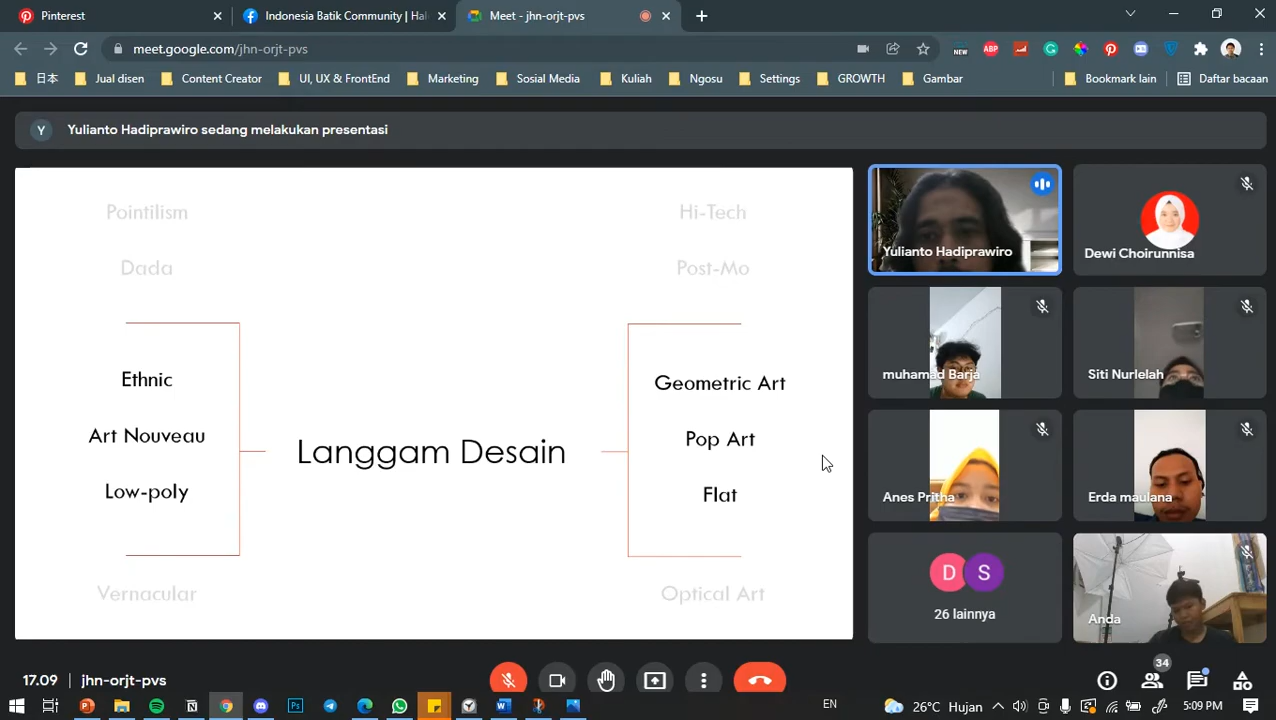 Pinterest
Indonesia Batik Community | Hal
Meet - jhn-orjt-pvs
meet.google.com/jhn-orjt-pvs
NEW
ABP
日本
Jual disen
Content Creator
UI, UX & FrontEnd
Marketing
Sosial Media
Kuliah
Ngosu
Settings
GROWTH
Gambar
Bookmark lain
Daftar bacaan
Y
Yulianto Hadiprawiro sedang melakukan presentasi
Pointilism
Dada
Ethnic
Art Nouveau
Low-poly
Vernacular
Langgam Desain
Hi-Tech
Post-Mo
Geometric Art
Pop Art
Flat
Optical Art
Yulianto Hadiprawiro
Dewi Choirunnisa
muhamad Barja
Siti Nurlelah
Anes Pritha
Erda maulana
D
S
26 lainnya
Anda
17.09
jhn-orjt-pvs
34
Ps
EN
26°C Hujan
5:09 PM